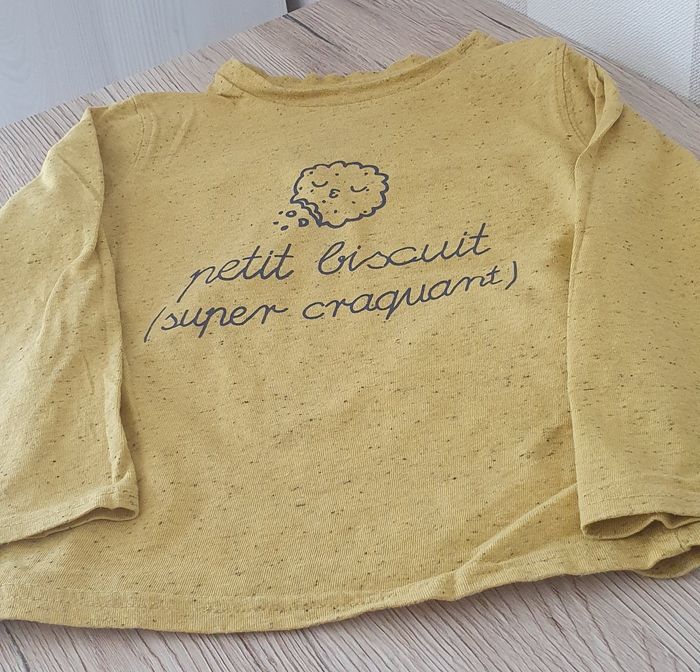 petit biscuit
(super craquant)